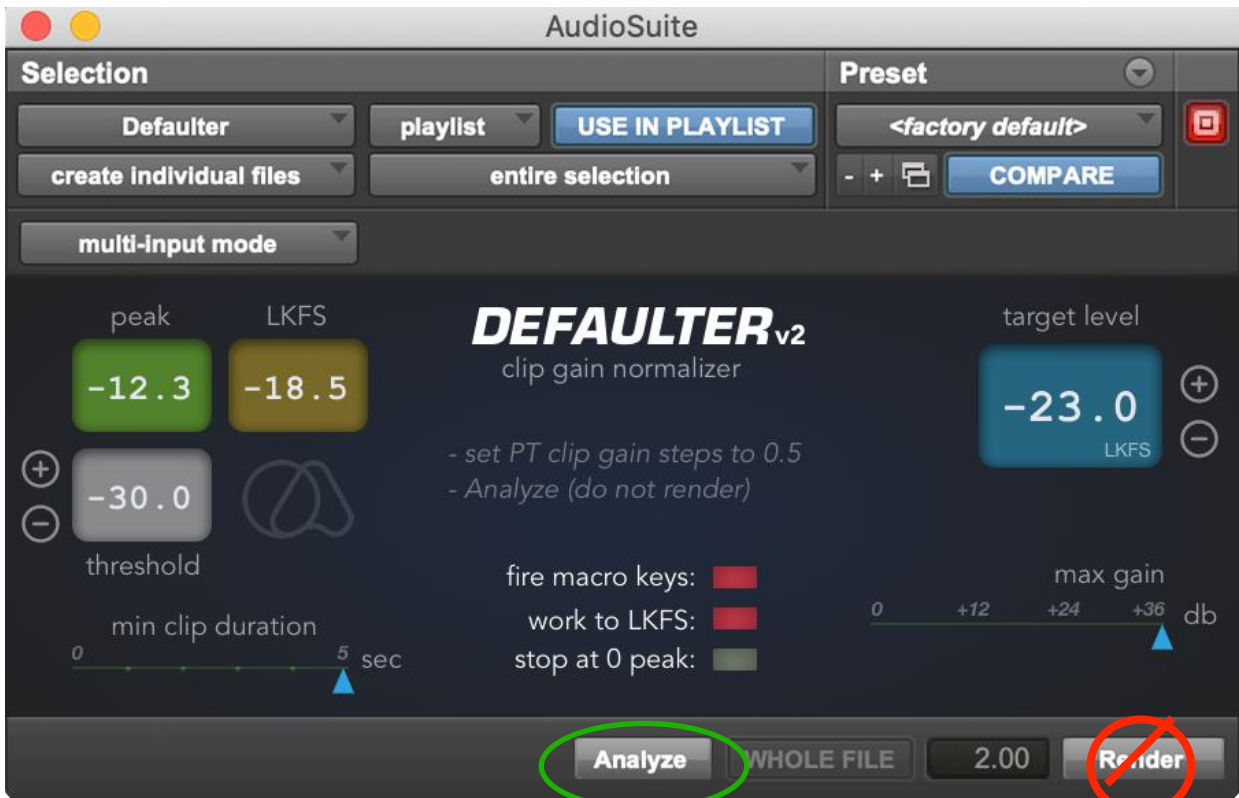 AudioSuite
Selection
Preset
Defaulter
playlist
USE IN PLAYLIST
<factory default>
create individual files
entire selection
- +
COMPARE
multi-input mode
peak
LKFS
-12.3
-18.5
-30.0
threshold
min clip duration
0
5 sec
DEFAULTER v2
clip gain normalizer
- set PT clip gain steps to 0.5
- Analyze (do not render)
fire macro keys:
work to LKFS:
stop at 0 peak:
target level
-23.0
LKFS
max gain
0 +12 +24 +36 db
Analyze
WHOLE FILE
2.00
Render